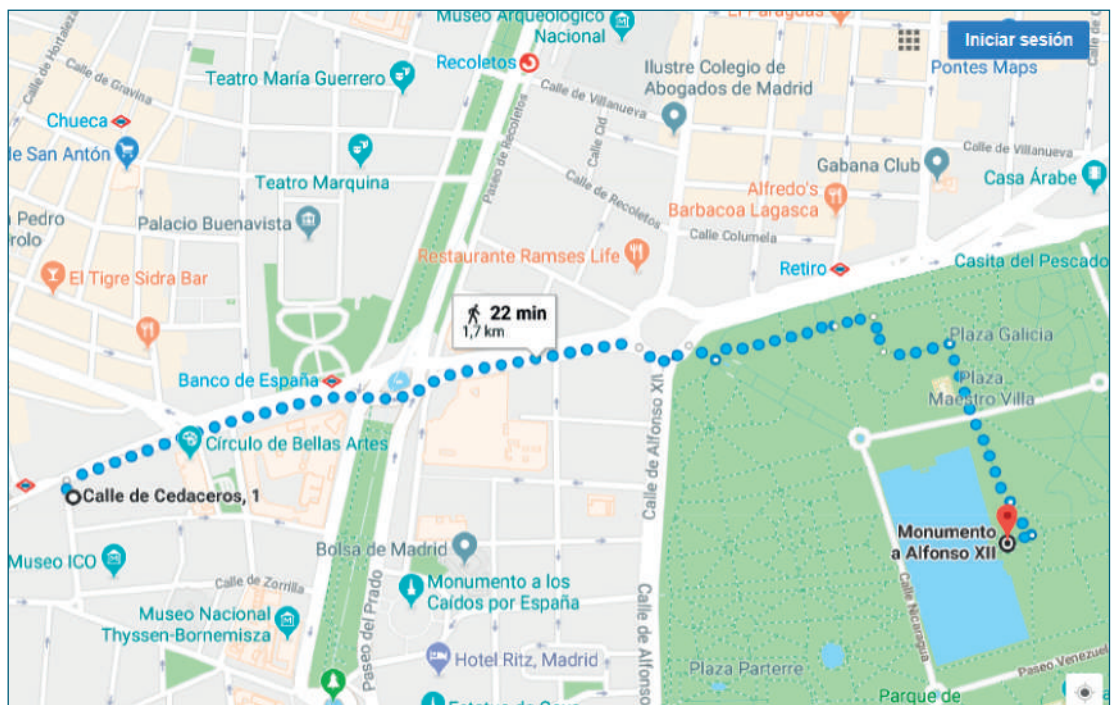 Museo Arqueológico
Nacional
El Paraguas
Iniciar sesión
Calle de Hortaleza
Recoletos
Teatro María Guerrero
Ilustre Colegio de
Abogados de Madrid
Pontes Maps
Calle de Gravina
Calle de Villanueva
Chueca
de San Antón
Paseo de Recoletos
Calle Cid
Calle de Villanueva
Gabana Club
Casa Árabe
Teatro Marquina
Calle de Recoletos
Alfredo's
Barbacoa Lagasca
Pedro
Palacio Buenavista
Calle Columela
Restaurante Ramses Life
Retiro
Casita del Pescado
El Tigre Sidra Bar
22 min
1,7 km
Plaza Galicia
Banco de España
Plaza
Maestro Villa
Calle de Alfonso XII
Círculo de Bellas Artes
Calle de Cedaceros, 1
Monumento
a Alfonso XII
Museo ICO
Bolsa de Madrid
Calle de Zorrilla
Monumento a los
Caídos por España
Calle Nicaragua
Museo Nacional
Thyssen-Bornemisza
Paseo del Prado
Calle de Alfonso
Hotel Ritz, Madrid
Plaza Parterre
Paseo Venezuel
Parque de